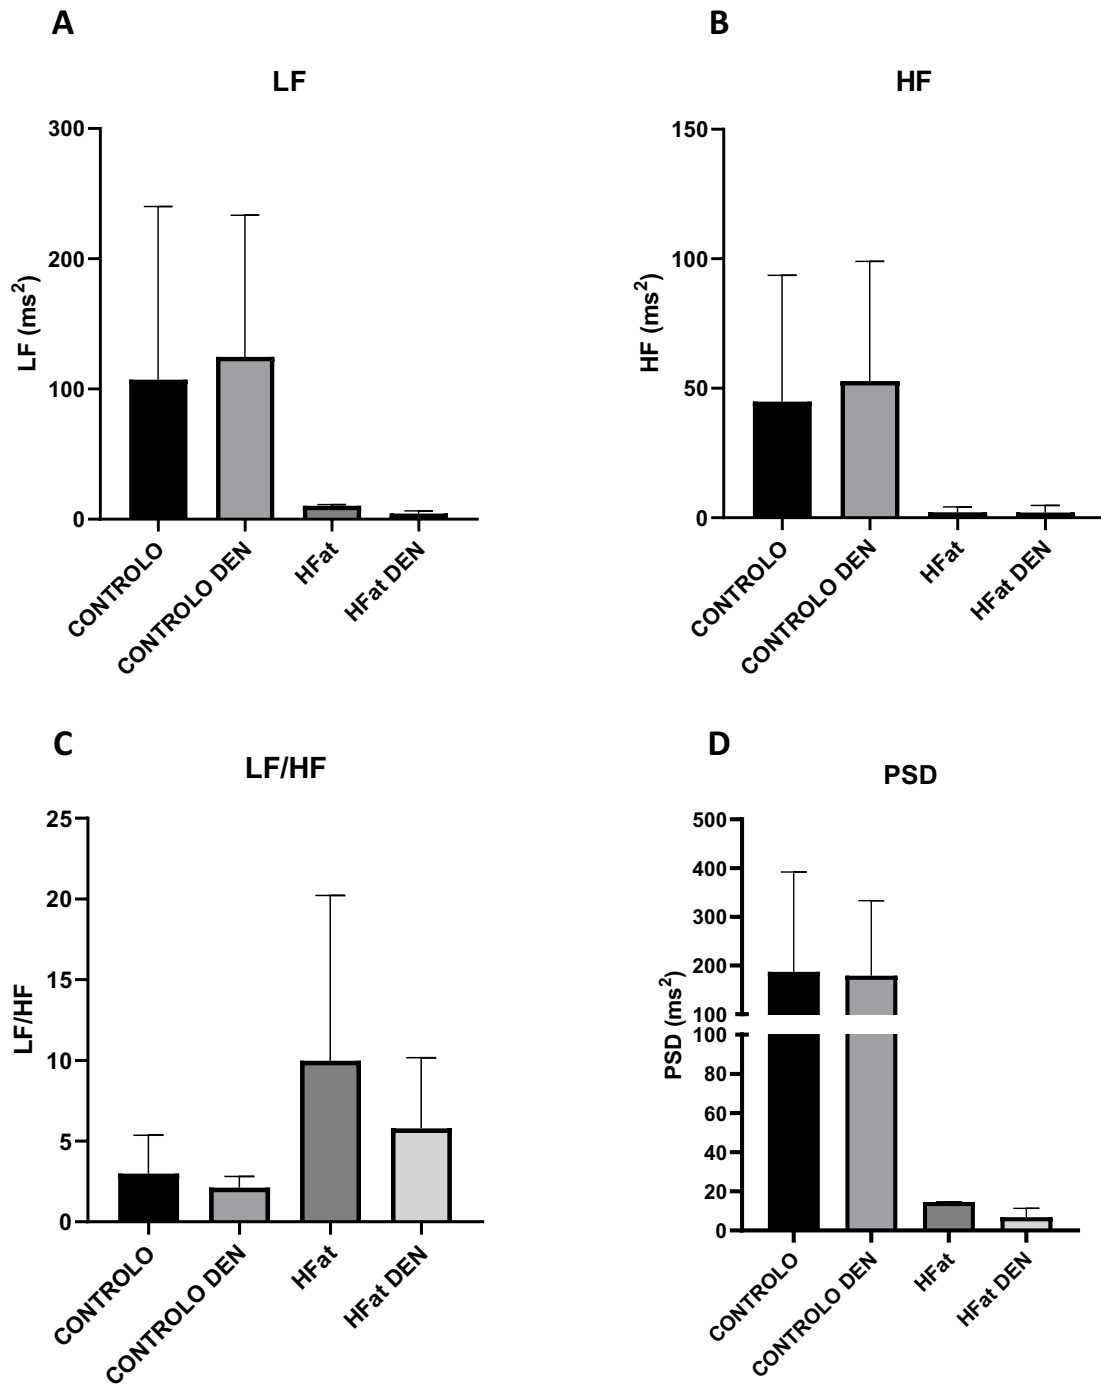 A
LF
LF (ms²)
300
200
100
0
CONTROLO
CONTROLO DEN
HFat
HFat DEN
B
HF
HF (ms²)
150
100
50
0
CONTROLO
CONTROLO DEN
HFat
HFat DEN
C
LF/HF
LF/HF
25
20
15
10
5
0
CONTROLO
CONTROLO DEN
HFat
HFat DEN
D
PSD
PSD (ms²)
500
400
300
200
100
100
80
60
40
20
0
CONTROLO
CONTROLO DEN
HFat
HFat DEN